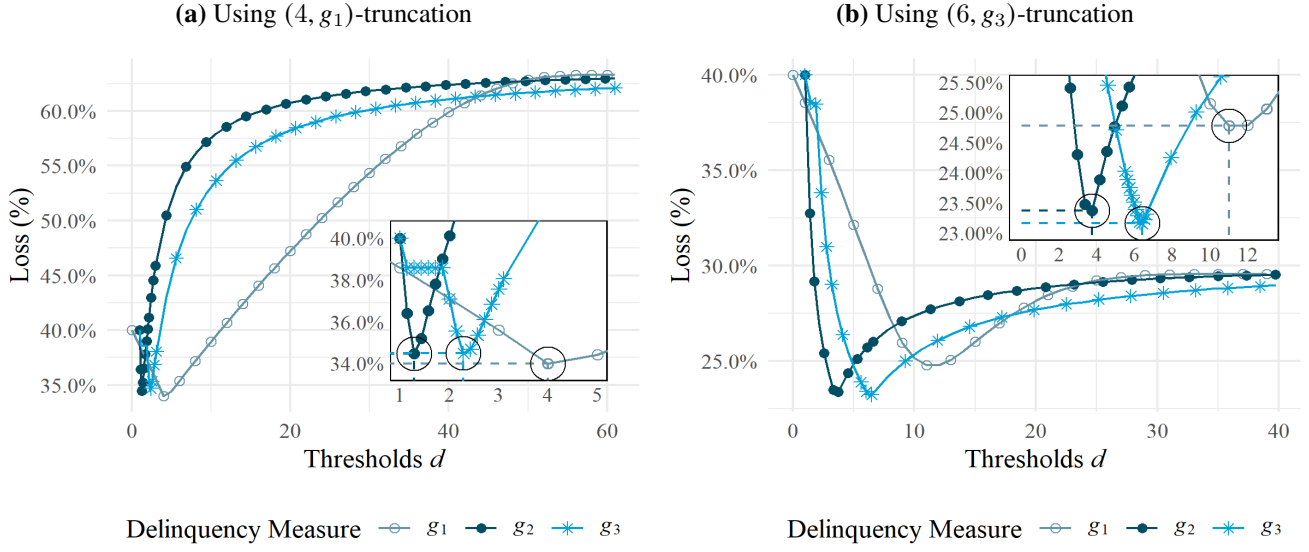 (a) Using (4, g₁)-truncation
Loss (%)
60.0%
55.0%
50.0%
45.0%
40.0%
35.0%
0 20 40 60
Thresholds d
40.0%
38.0%
36.0%
34.0%
1 2 3 4 5
Delinquency Measure g₁ g₂ g₃
(b) Using (6, g₃)-truncation
Loss (%)
40.0%
35.0%
30.0%
25.0%
0 10 20 30 40
Thresholds d
25.50%
25.00%
24.50%
24.00%
23.50%
23.00%
0 2 4 6 8 10 12
Delinquency Measure g₁ g₂ g₃